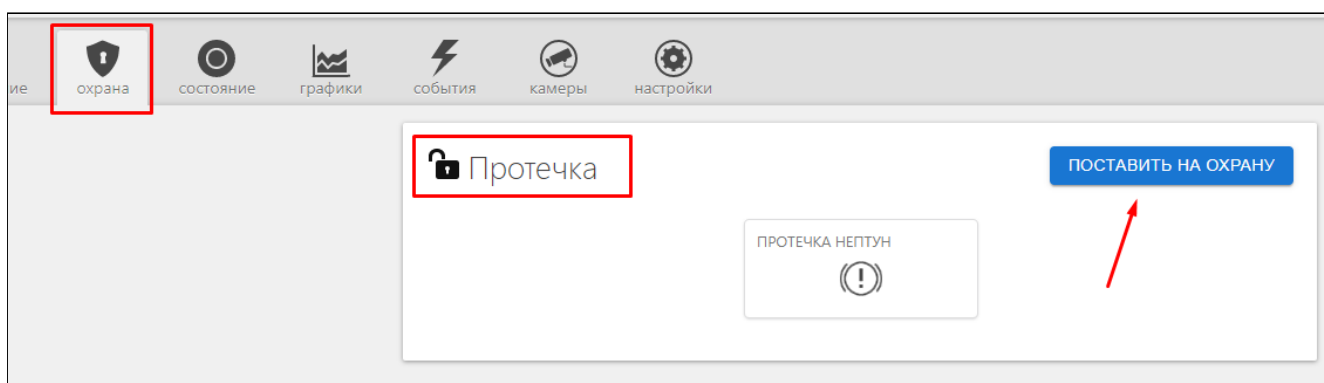 ие охрана состояние графики события камеры настройки
Протечка
ПОСТАВИТЬ НА ОХРАНУ
ПРОТЕЧКА НЕПТУН